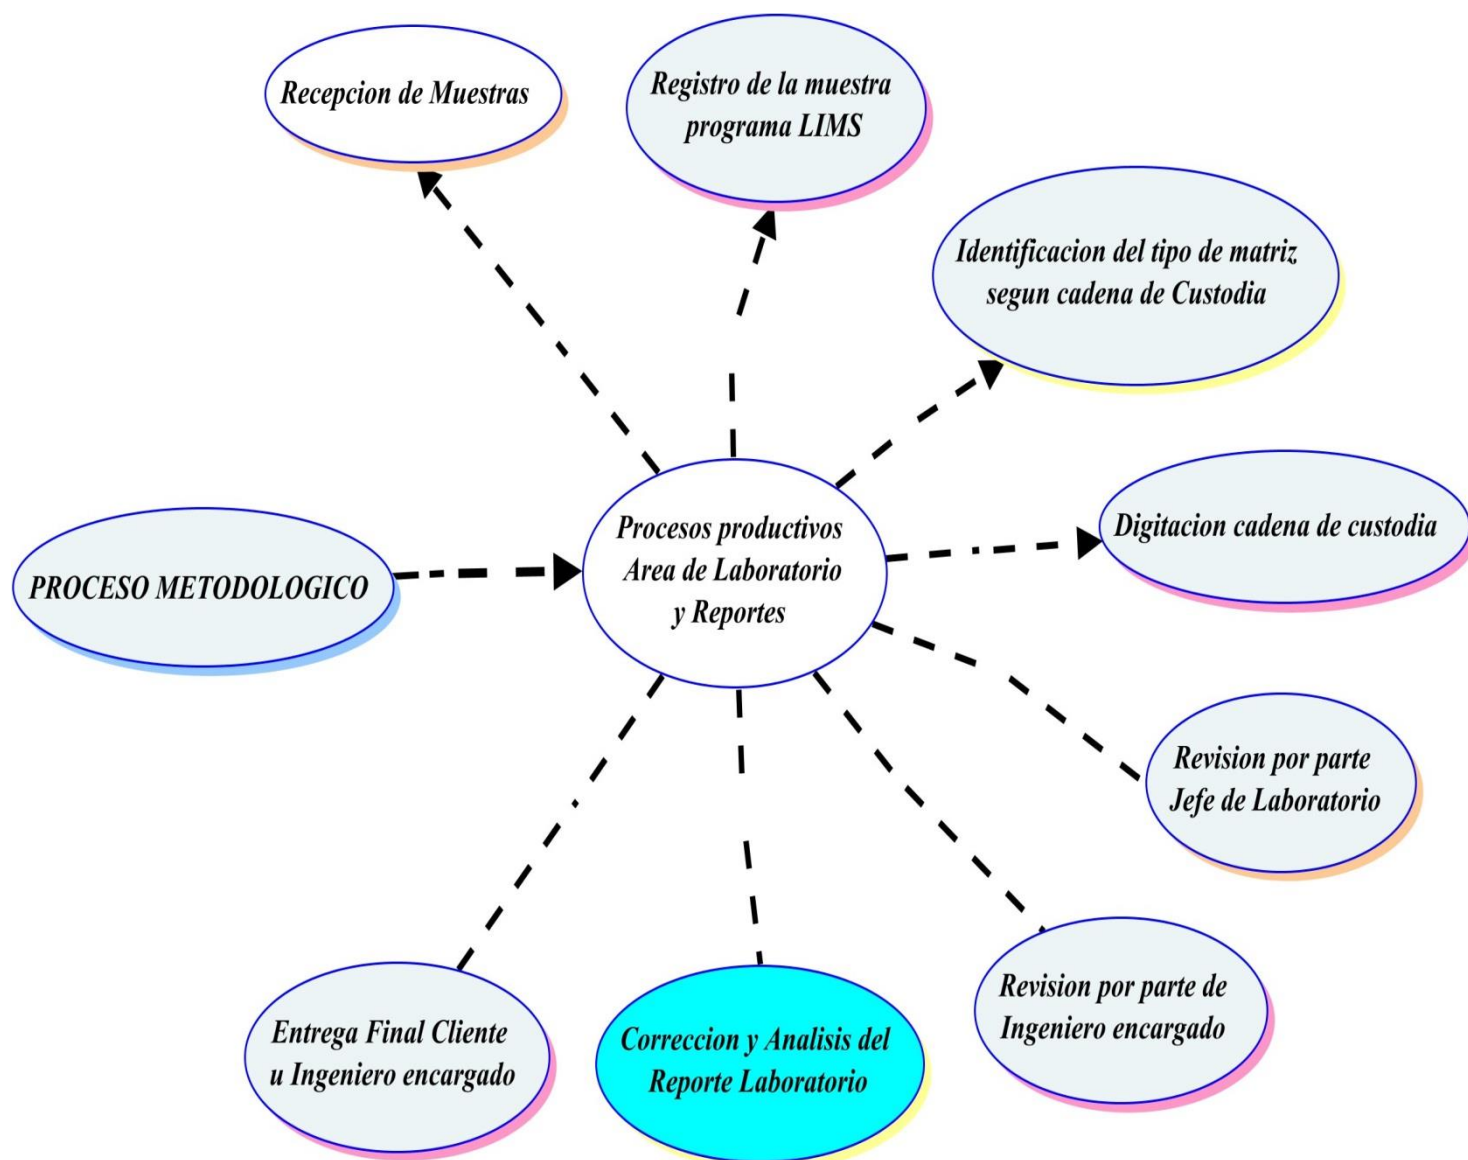 Recepcion de Muestras
Registro de la muestra
programa LIMS
Identificacion del tipo de matriz
segun cadena de Custodia
Digitacion cadena de custodia
Procesos productivos
Area de Laboratorio
y Reportes
PROCESO METODOLOGICO
Revision por parte
Jefe de Laboratorio
Revision por parte de
Ingeniero encargado
Correccion y Analisis del
Reporte Laboratorio
Entrega Final Cliente
u Ingeniero encargado